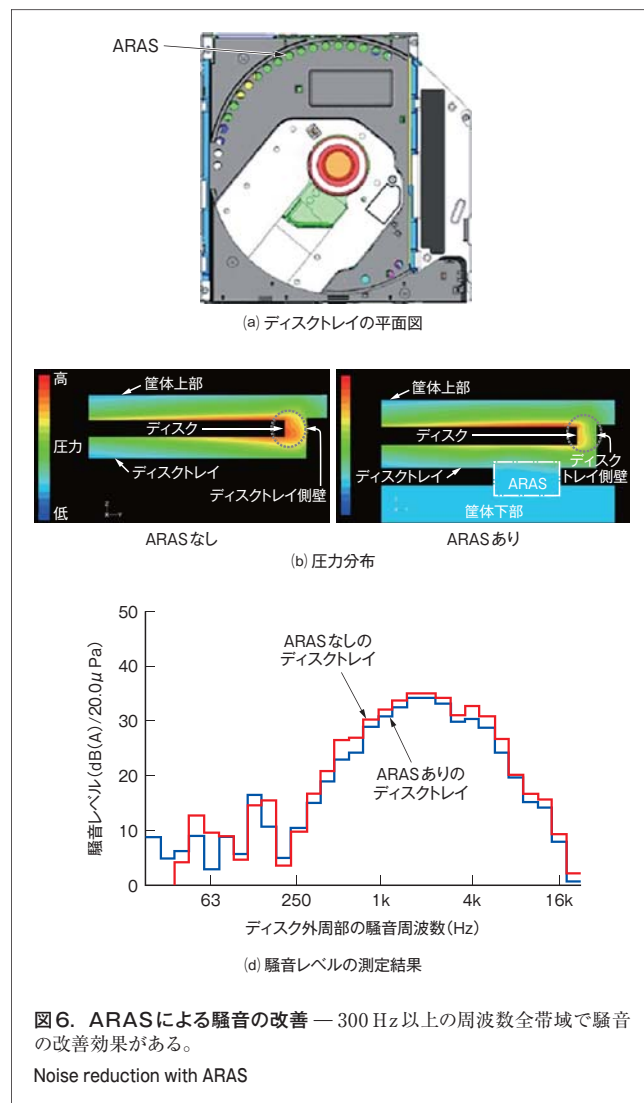 ARAS
(a) ディスクトレイの平面図
高
圧力
低
筐体上部
ディスク
ディスクトレイ
ディスクトレイ側壁
ARASなし
筐体上部
ディスク
ディスクトレイ
ディスク
トレイ側壁
ARAS
筐体下部
ARASあり
(b) 圧力分布
騒音レベル(dB(A)/20.0μ Pa)
50
40
30
20
10
0
ARASなしの
ディスクトレイ
ARASありの
ディスクトレイ
63 250 1k 4k 16k
ディスク外周部の騒音周波数(Hz)
(d) 騒音レベルの測定結果
図6. ARASによる騒音の改善 — 300 Hz以上の周波数全帯域で騒音
の改善効果がある。
Noise reduction with ARAS